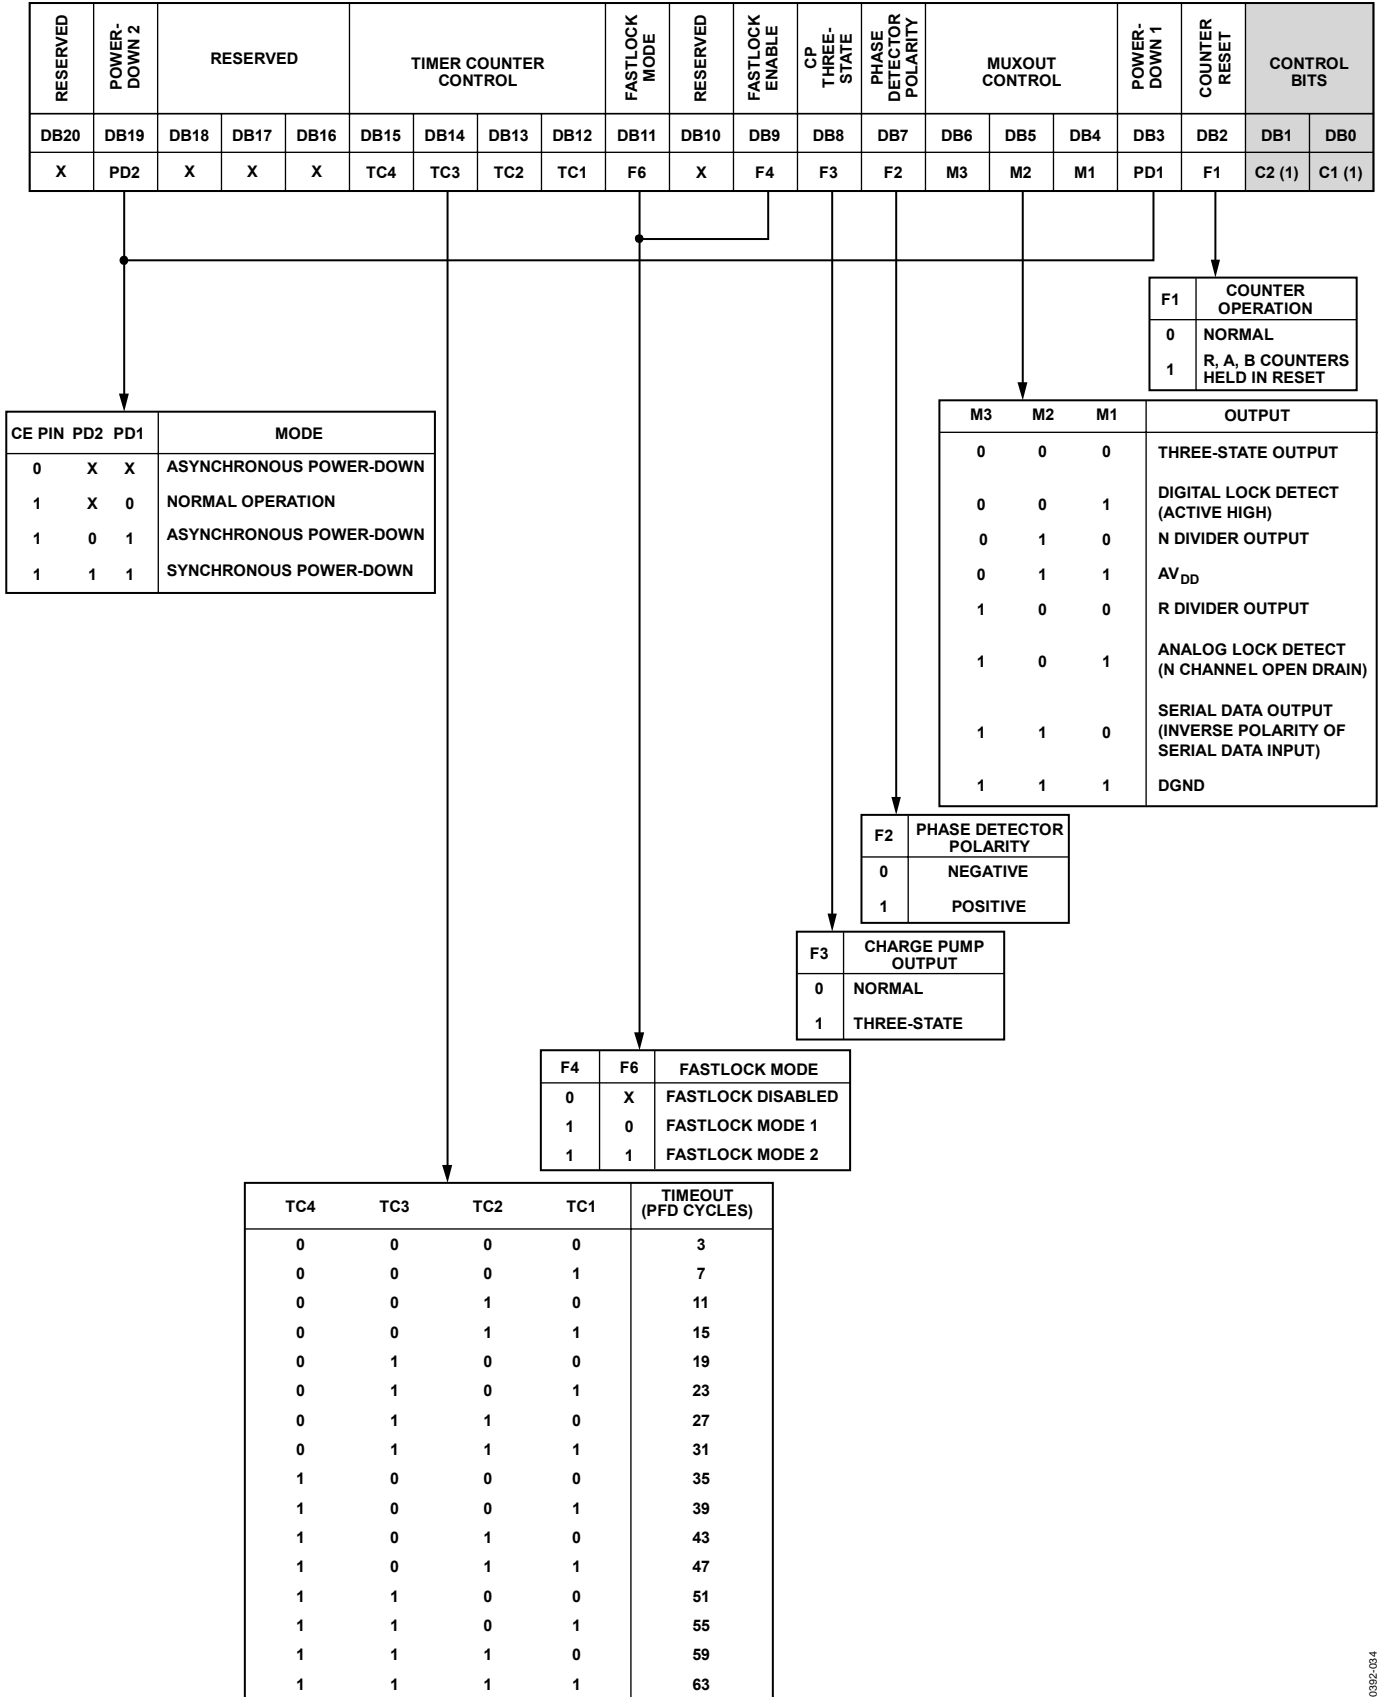 RESERVED
POWER-
DOWN 2
RESERVED
TIMER COUNTER
CONTROL
FASTLOCK
MODE
RESERVED
FASTLOCK
ENABLE
CP
THREE-
STATE
PHASE
DETECTOR
POLARITY
MUXOUT
CONTROL
POWER-
DOWN 1
COUNTER
RESET
CONTROL
BITS
DB20 DB19 DB18 DB17 DB16 DB15 DB14 DB13 DB12 DB11 DB10 DB9 DB8 DB7 DB6 DB5 DB4 DB3 DB2 DB1 DB0
X PD2 X X X TC4 TC3 TC2 TC1 F6 X F4 F3 F2 M3 M2 M1 PD1 F1 C2 (1) C1 (1)
F1 COUNTER
OPERATION
0 NORMAL
1 R, A, B COUNTERS
HELD IN RESET
CE PIN PD2 PD1 MODE
0 X X ASYNCHRONOUS POWER-DOWN
1 X 0 NORMAL OPERATION
1 0 1 ASYNCHRONOUS POWER-DOWN
1 1 1 SYNCHRONOUS POWER-DOWN
M3 M2 M1 OUTPUT
0 0 0 THREE-STATE OUTPUT
0 0 1 DIGITAL LOCK DETECT
(ACTIVE HIGH)
0 1 0 N DIVIDER OUTPUT
0 1 1 AVDD
1 0 0 R DIVIDER OUTPUT
1 0 1 ANALOG LOCK DETECT
(N CHANNEL OPEN DRAIN)
1 1 0 SERIAL DATA OUTPUT
(INVERSE POLARITY OF
SERIAL DATA INPUT)
1 1 1 DGND
F2 PHASE DETECTOR
POLARITY
0 NEGATIVE
1 POSITIVE
F3 CHARGE PUMP
OUTPUT
0 NORMAL
1 THREE-STATE
F4 F6 FASTLOCK MODE
0 X FASTLOCK DISABLED
1 0 FASTLOCK MODE 1
1 1 FASTLOCK MODE 2
TC4 TC3 TC2 TC1 TIMEOUT
(PFD CYCLES)
0 0 0 0 3
0 0 0 1 7
0 0 1 0 11
0 0 1 1 15
0 1 0 0 19
0 1 0 1 23
0 1 1 0 27
0 1 1 1 31
1 0 0 0 35
1 0 0 1 39
1 0 1 0 43
1 0 1 1 47
1 1 0 0 51
1 1 0 1 55
1 1 1 0 59
1 1 1 1 63
0392-034